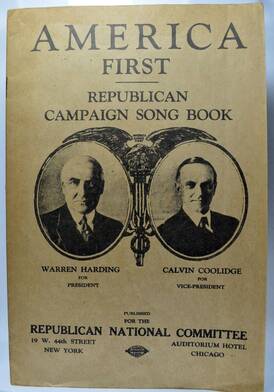 AMERICA
FIRST
REPUBLICAN
CAMPAIGN SONG BOOK
WARREN HARDING
FOR
PRESIDENT
CALVIN COOLIDGE
FOR
VICE-PRESIDENT
PUBLISHED
FOR THE
REPUBLICAN NATIONAL COMMITTEE
19 W. 44th STREET
NEW YORK
AUDITORIUM HOTEL
CHICAGO